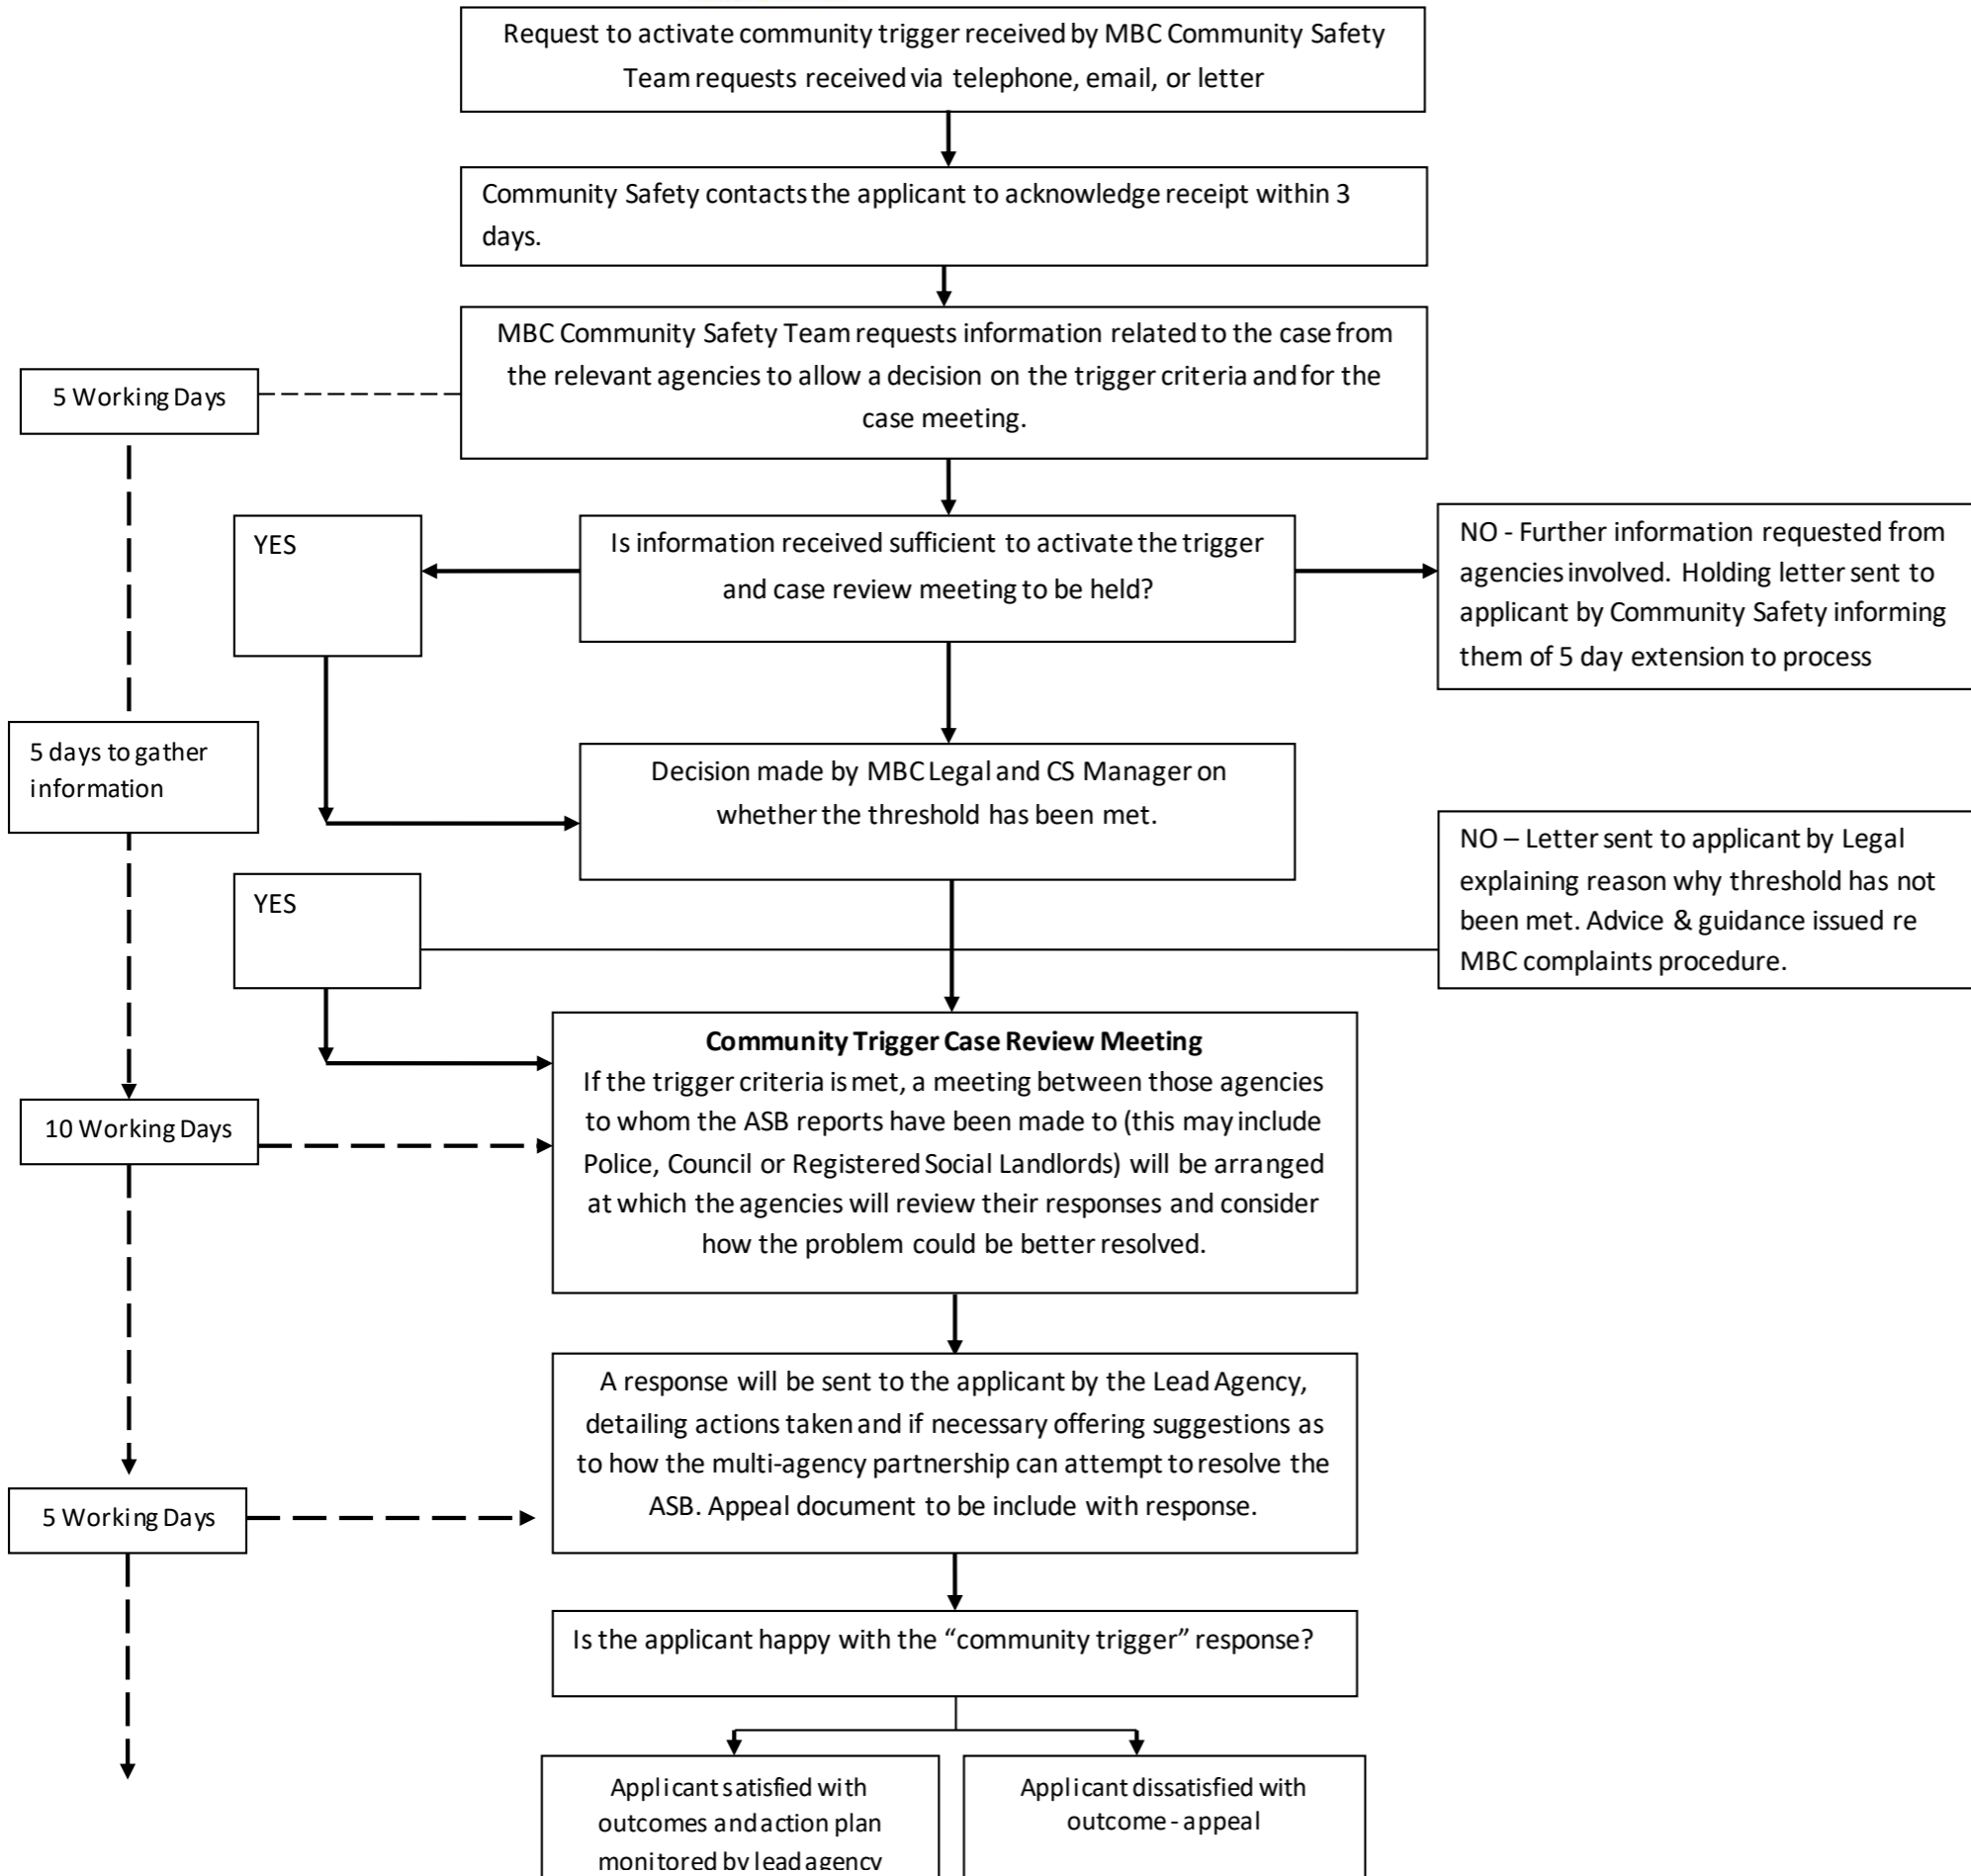 Request to activate community trigger received by MBC Community Safety
Team requests received via telephone, email, or letter
Community Safety contacts the applicant to acknowledge receipt within 3
days.
MBC Community Safety Team requests information related to the case from
the relevant agencies to allow a decision on the trigger criteria and for the
case meeting.
5 Working Days
YES
Is information received sufficient to activate the trigger
and case review meeting to be held?
NO - Further information requested from
agencies involved. Holding letter sent to
applicant by Community Safety informing
them of 5 day extension to process
5 days to gather
information
Decision made by MBC Legal and CS Manager on
whether the threshold has been met.
YES
NO – Letter sent to applicant by Legal
explaining reason why threshold has not
been met. Advice & guidance issued re
MBC complaints procedure.
Community Trigger Case Review Meeting
If the trigger criteria is met, a meeting between those agencies
to whom the ASB reports have been made to (this may include
Police, Council or Registered Social Landlords) will be arranged
at which the agencies will review their responses and consider
how the problem could be better resolved.
10 Working Days
A response will be sent to the applicant by the Lead Agency,
detailing actions taken and if necessary offering suggestions as
to how the multi-agency partnership can attempt to resolve the
ASB. Appeal document to be include with response.
5 Working Days
Is the applicant happy with the “community trigger” response?
Applicant satisfied with
outcomes and action plan
monitored by lead agency
Applicant dissatisfied with
outcome - appeal